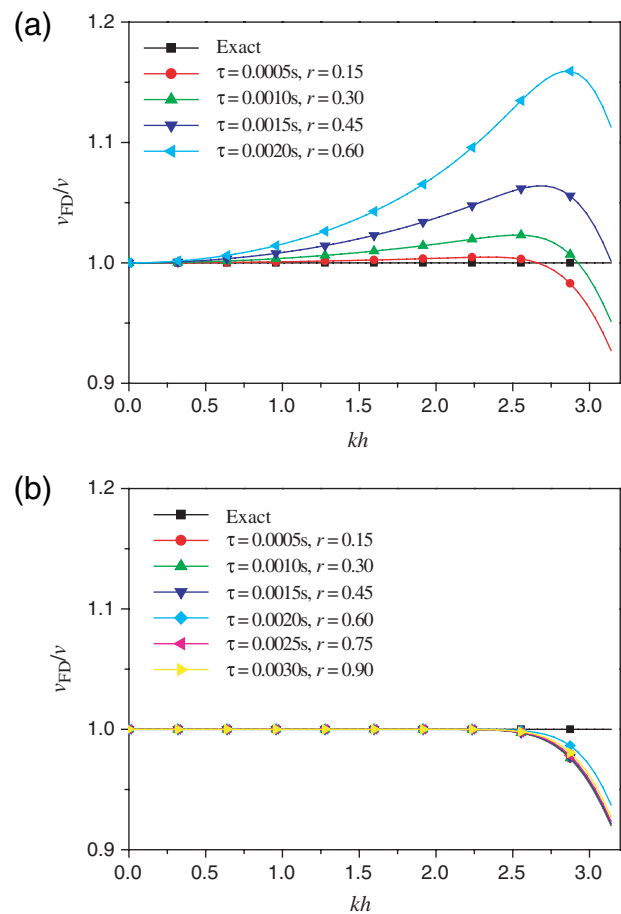 (a)
1.2
1.1
1.0
0.9
v_FD/v
Exact
τ = 0.0005s, r = 0.15
τ = 0.0010s, r = 0.30
τ = 0.0015s, r = 0.45
τ = 0.0020s, r = 0.60
0.0 0.5 1.0 1.5 2.0 2.5 3.0
kh
(b)
1.2
1.1
1.0
0.9
v_FD/v
Exact
τ = 0.0005s, r = 0.15
τ = 0.0010s, r = 0.30
τ = 0.0015s, r = 0.45
τ = 0.0020s, r = 0.60
τ = 0.0025s, r = 0.75
τ = 0.0030s, r = 0.90
0.0 0.5 1.0 1.5 2.0 2.5 3.0
kh